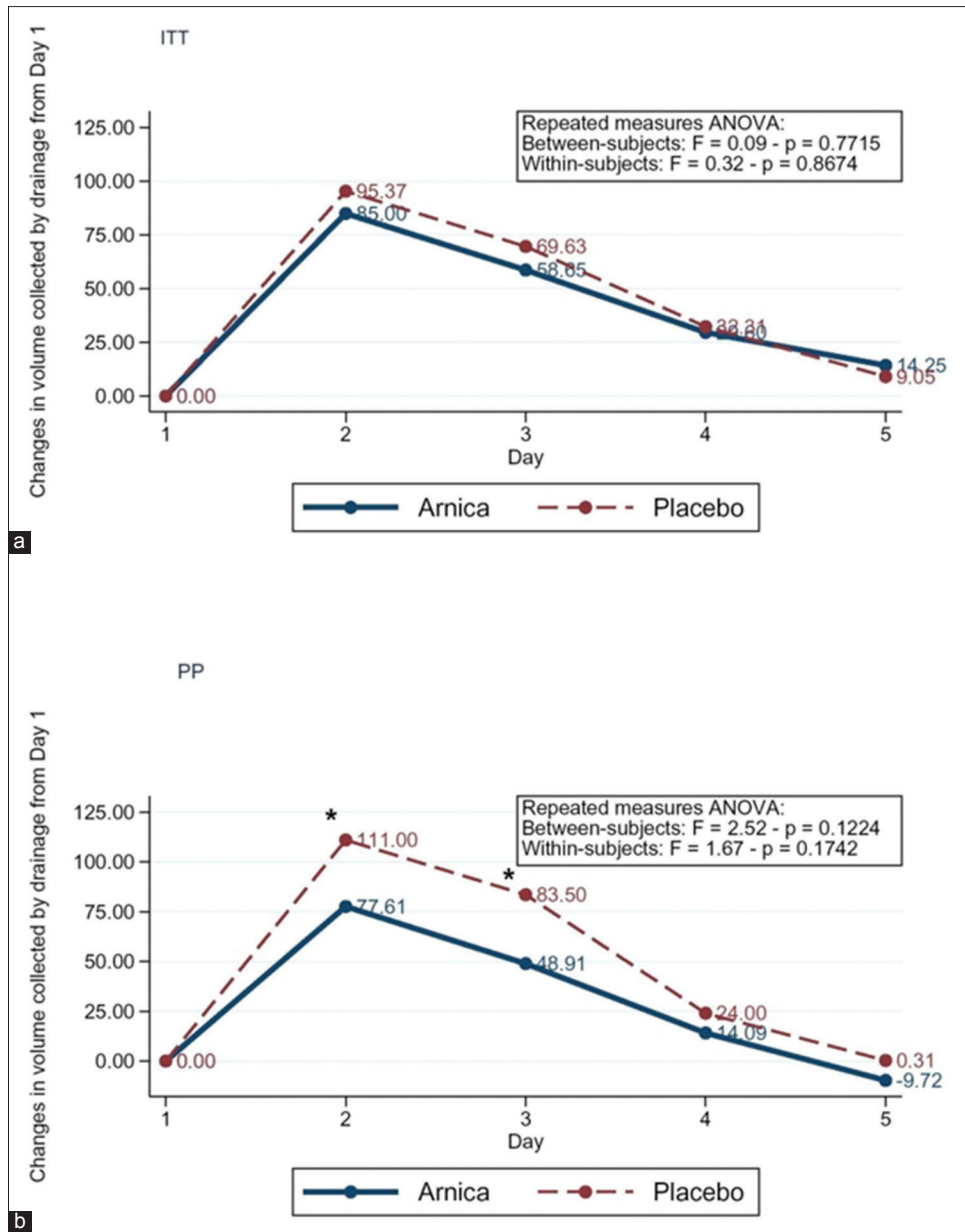 ITT
Changes in volume collected by drainage from Day 1
125.00
100.00
75.00
50.00
25.00
0.00
Repeated measures ANOVA:
Between-subjects: F = 0.09 - p = 0.7715
Within-subjects: F = 0.32 - p = 0.8674
0.00
95.37
85.00
69.63
58.65
14.25
9.05
1 2 3 4 5
Day
Arnica Placebo
a
PP
Changes in volume collected by drainage from Day 1
125.00
100.00
75.00
50.00
25.00
0.00
Repeated measures ANOVA:
Between-subjects: F = 2.52 - p = 0.1224
Within-subjects: F = 1.67 - p = 0.1742
*
*
0.00
111.00
77.61
83.50
48.91
24.00
14.09
0.31
-9.72
1 2 3 4 5
Day
Arnica Placebo
b